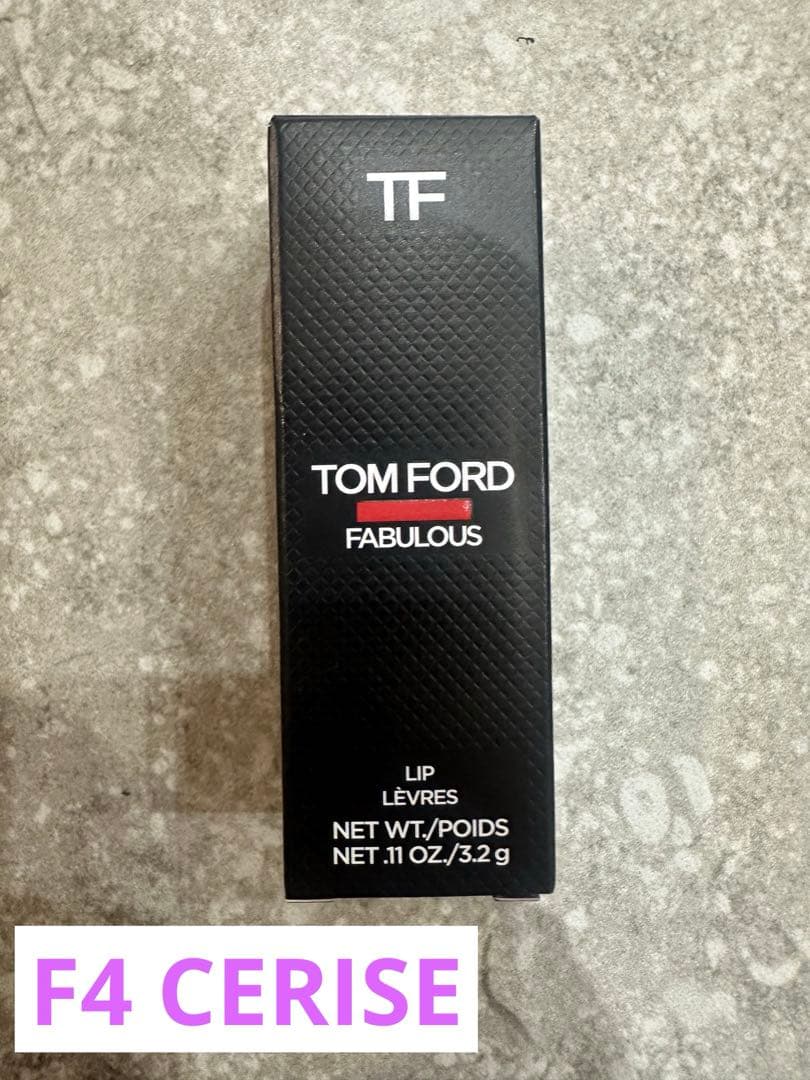 TF
TOM FORD
FABULOUS
LIP
LÈVRES
NET WT./POIDS
NET .11 OZ./3.2 g
F4 CERISE